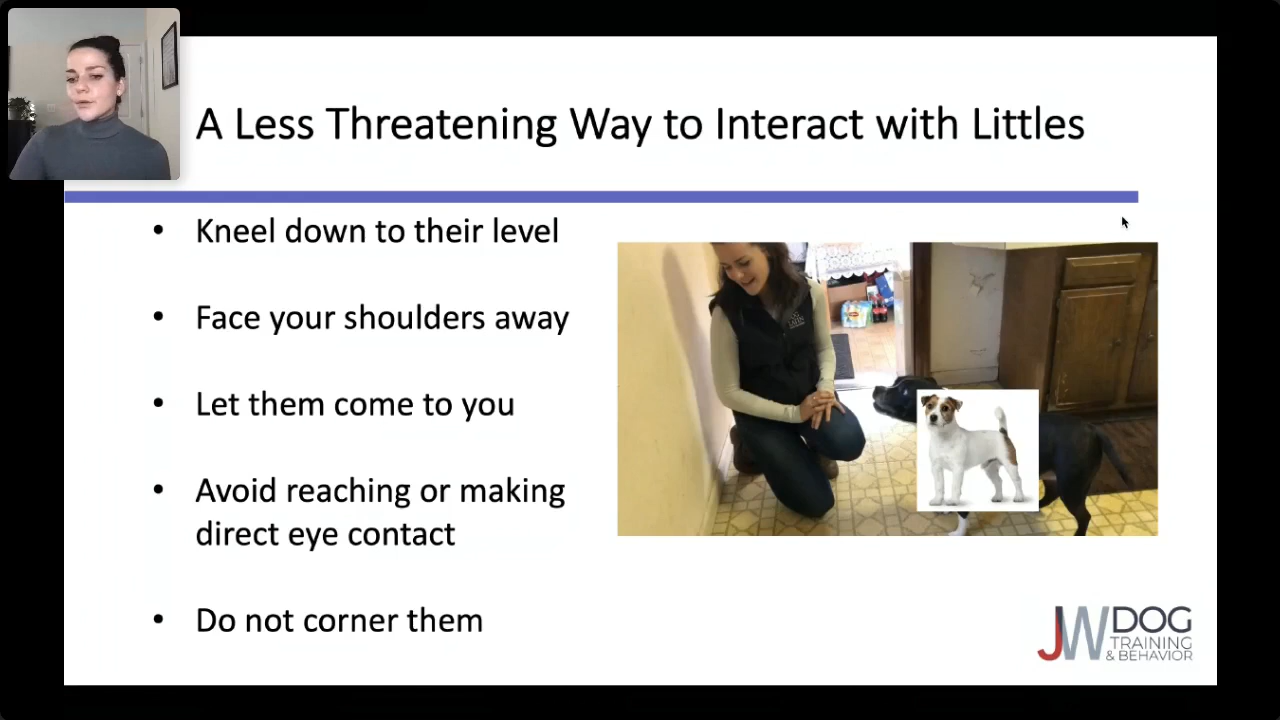 A Less Threatening Way to Interact with Littles
• Kneel down to their level
• Face your shoulders away
• Let them come to you
• Avoid reaching or making
direct eye contact
• Do not corner them
JW DOG
TRAINING
& BEHAVIOR